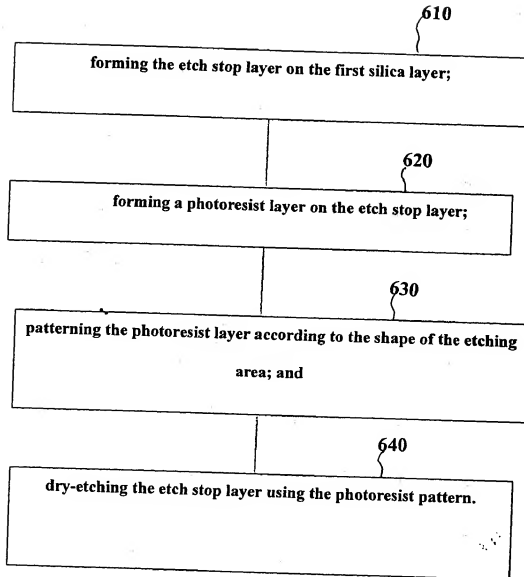 610
forming the etch stop layer on the first silica layer;
620
forming a photoresist layer on the etch stop layer;
630
patterning the photoresist layer according to the shape of the etching
area; and
640
dry-etching the etch stop layer using the photoresist pattern.